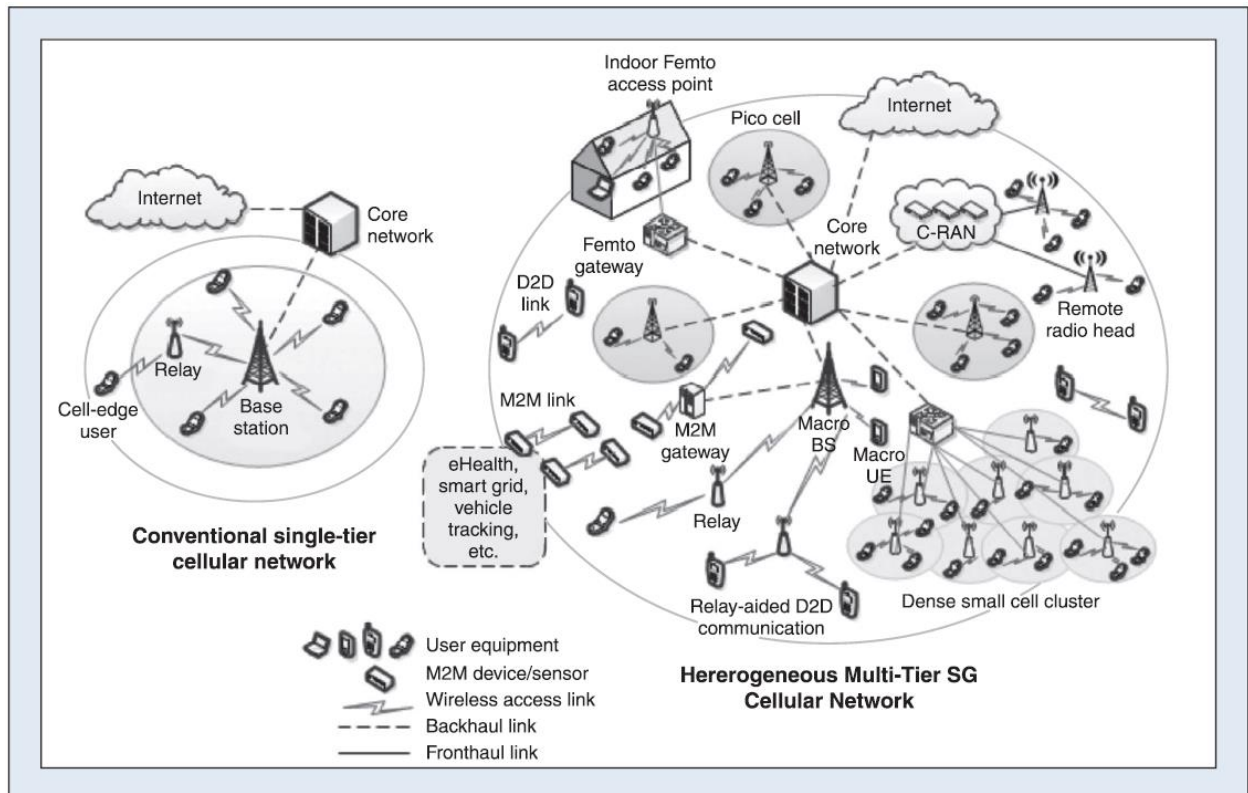 Internet
Core
network
Relay
Cell-edge
user
Base
station
Conventional single-tier
cellular network
Indoor Femto
access point
Pico cell
Internet
Core
network
C-RAN
Femto
gateway
D2D
link
Remote
radio head
M2M link
M2M
gateway
Macro
BS
Macro
UE
eHealth,
smart grid,
vehicle
tracking,
etc.
Relay
Relay-aided D2D
communication
Dense small cell cluster
Hererogeneous Multi-Tier SG
Cellular Network
User equipment
M2M device/sensor
Wireless access link
Backhaul link
Fronthaul link